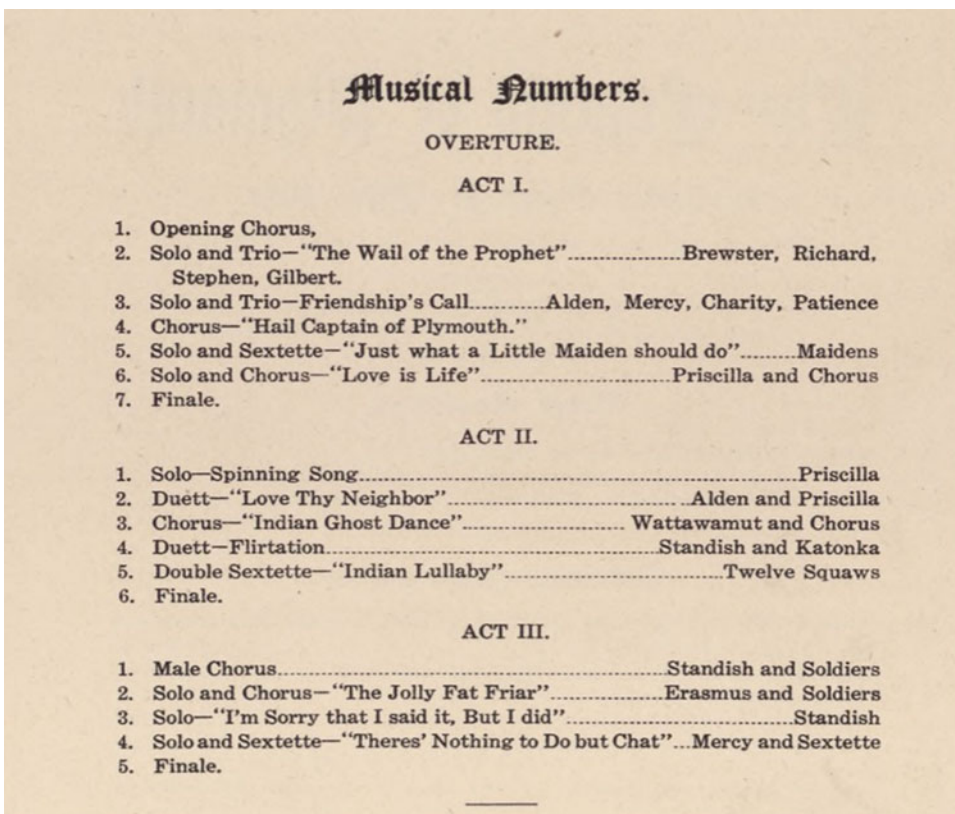 Musical Numbers.
OVERTURE.
ACT I.
1. Opening Chorus,
2. Solo and Trio—"The Wail of the Prophet"..................Brewster, Richard,
Stephen, Gilbert.
3. Solo and Trio—Friendship's Call............Alden, Mercy, Charity, Patience
4. Chorus—"Hail Captain of Plymouth."
5. Solo and Sextette—"Just what a Little Maiden should do".........Maidens
6. Solo and Chorus—"Love is Life"..............................Priscilla and Chorus
7. Finale.
ACT II.
1. Solo—Spinning Song......................................................................Priscilla
2. Duett—"Love Thy Neighbor"..................................Alden and Priscilla
3. Chorus—"Indian Ghost Dance"......................... Wattawamut and Chorus
4. Duett—Flirtation....................................................Standish and Katonka
5. Double Sextette—"Indian Lullaby"..................................Twelve Squaws
6. Finale.
ACT III.
1. Male Chorus.............................................................Standish and Soldiers
2. Solo and Chorus—"The Jolly Fat Friar"..................Erasmus and Soldiers
3. Solo—"I'm Sorry that I said it, But I did"...................................Standish
4. Solo and Sextette—"Theres' Nothing to Do but Chat"...Mercy and Sextette
5. Finale.